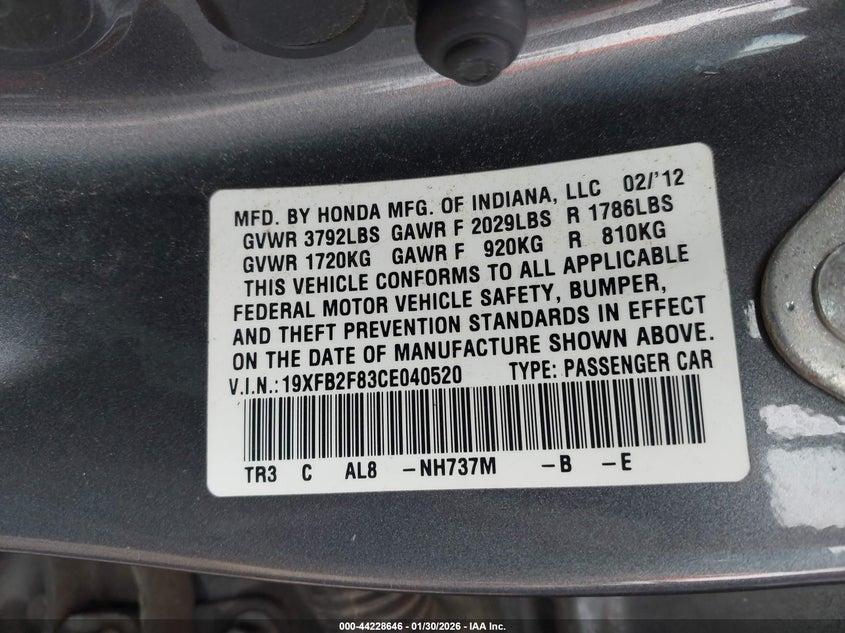 MFD. BY HONDA MFG. OF INDIANA, LLC 02/'12
GVWR 3792LBS GAWR F 2029LBS R 1786LBS
GVWR 1720KG GAWR F 920KG R 810KG
THIS VEHICLE CONFORMS TO ALL APPLICABLE
FEDERAL MOTOR VEHICLE SAFETY, BUMPER,
AND THEFT PREVENTION STANDARDS IN EFFECT
ON THE DATE OF MANUFACTURE SHOWN ABOVE.
V.I.N.:19XFB2F83CE040520 TYPE: PASSENGER CAR
TR3 C AL8 -NH737M -B -E
000-44228646 - 01/30/2026 - IAA Inc.